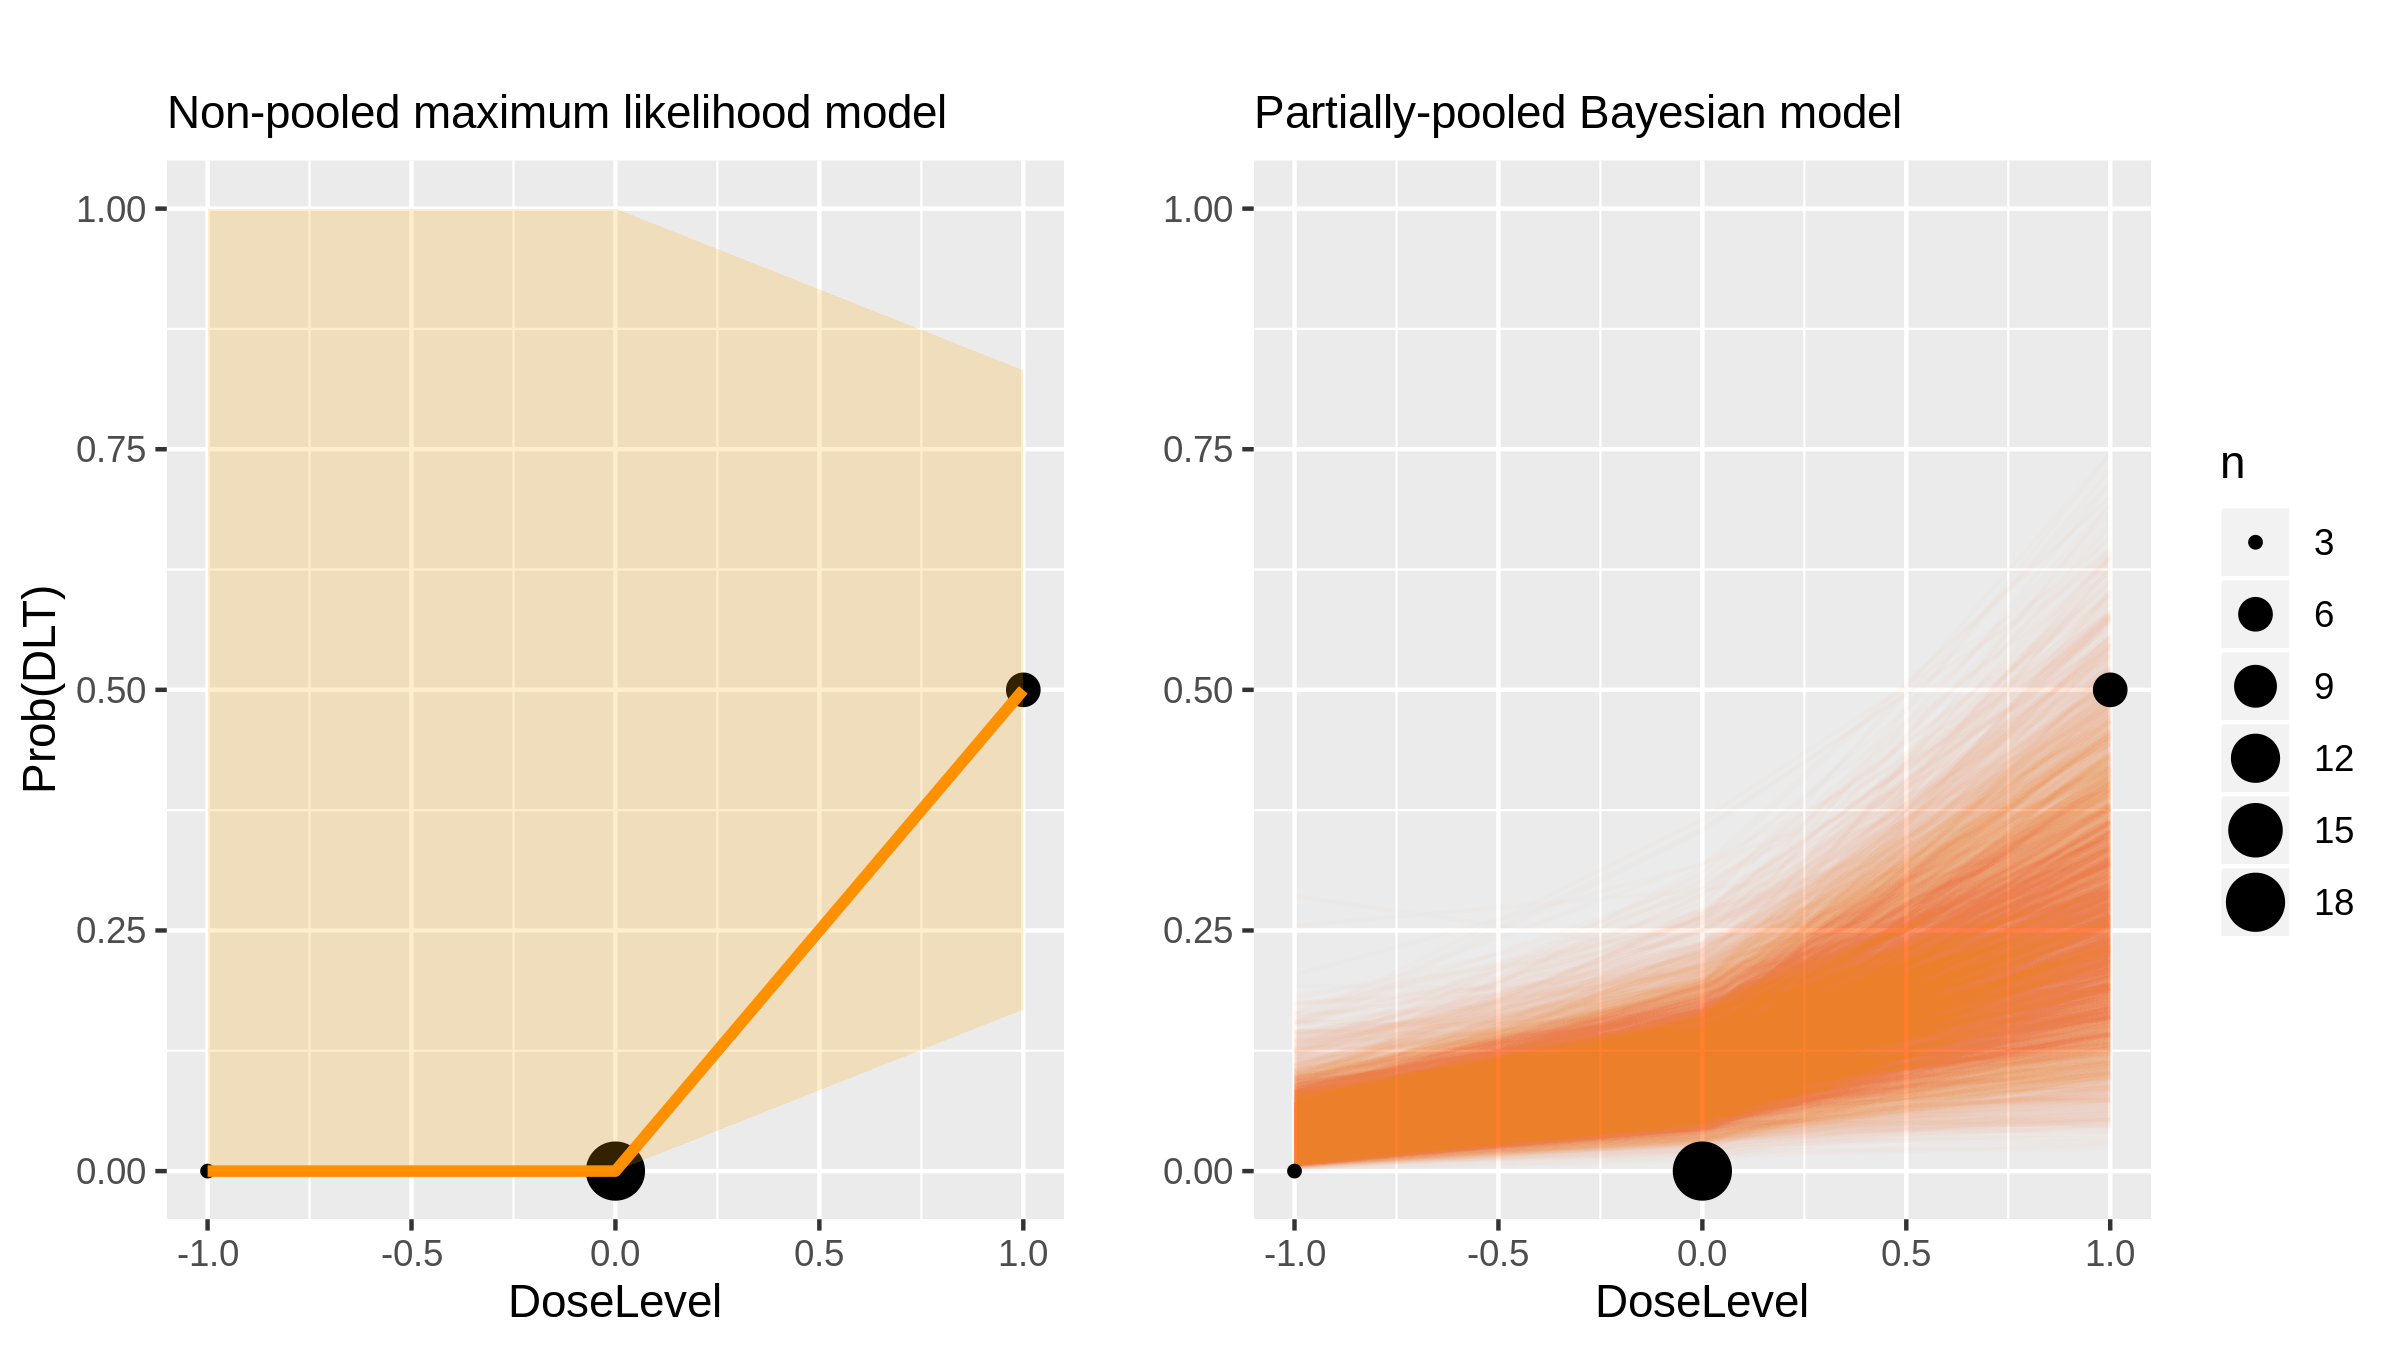 Non-pooled maximum likelihood model
Prob(DLT)
1.00
0.75
0.50
0.25
0.00
-1.0 -0.5 0.0 0.5 1.0
DoseLevel
Partially-pooled Bayesian model
1.00
0.75
0.50
0.25
0.00
-1.0 -0.5 0.0 0.5 1.0
DoseLevel
n
3
6
9
12
15
18